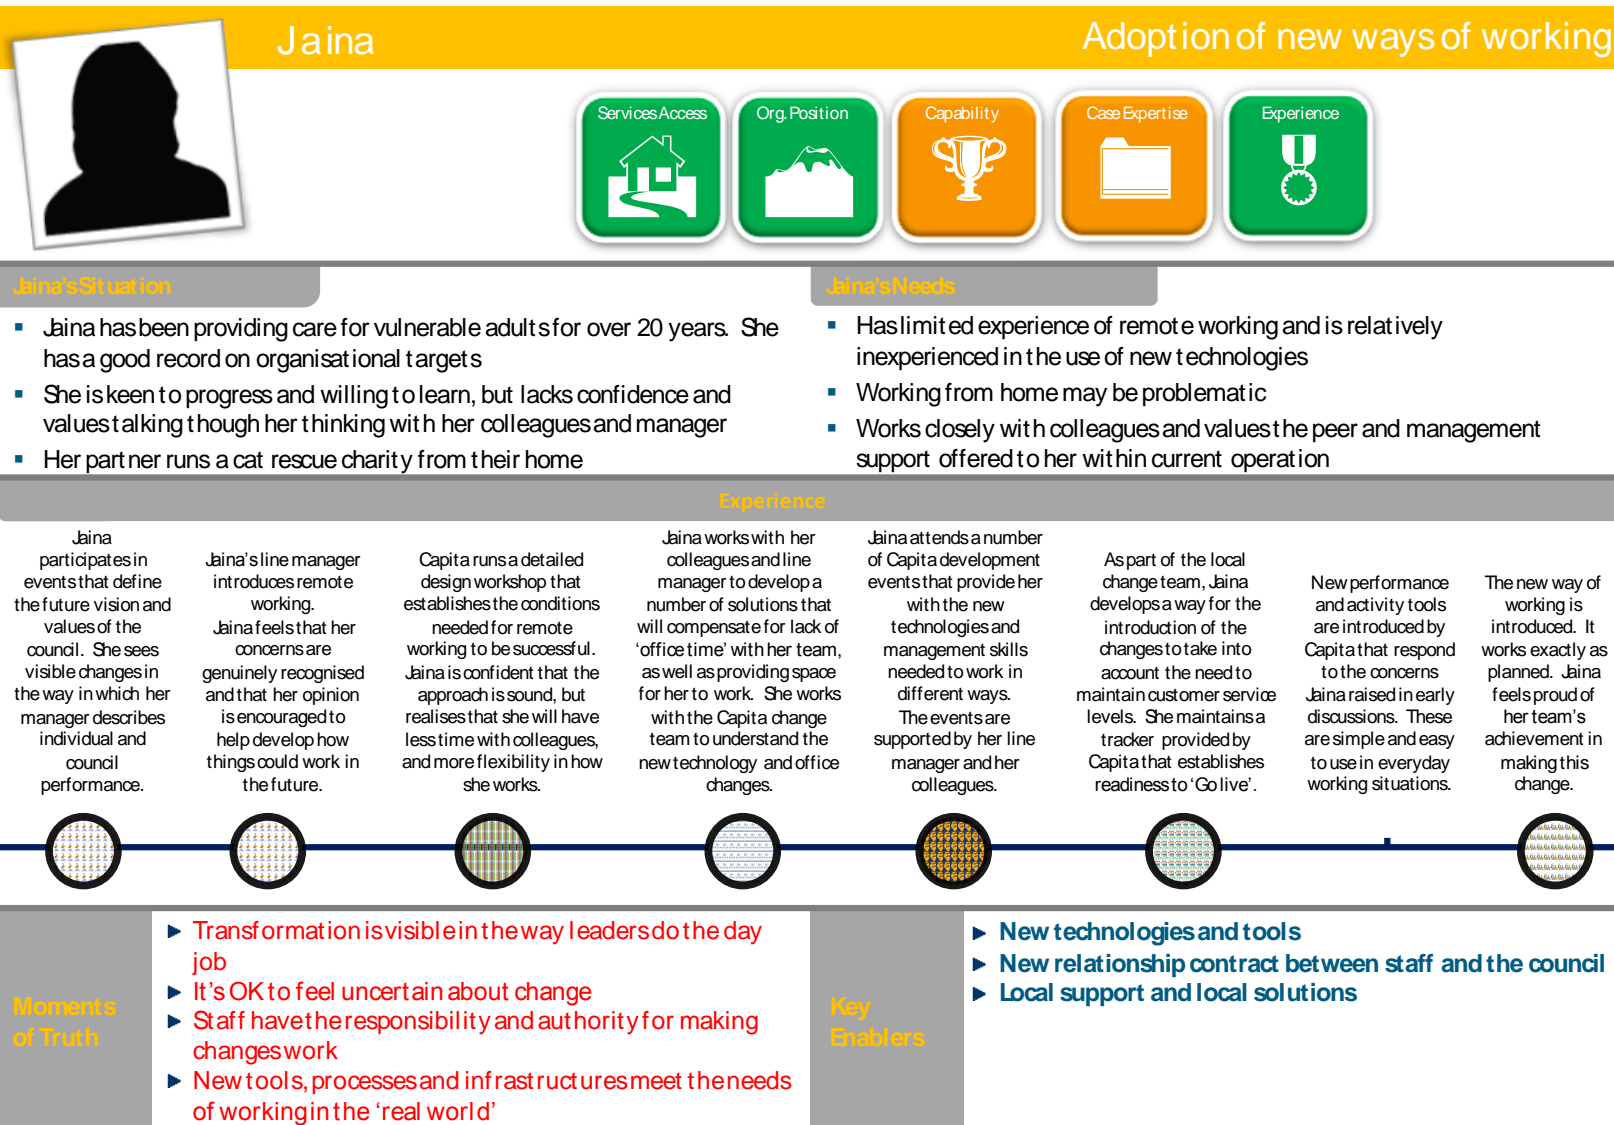 Jaina
Adoption of new ways of working
Services Access
Org. Position
Capability
Case Expertise
Experience
Jaina's Situation
Jaina has been providing care for vulnerable adults for over 20 years. She
has a good record on organisational targets
She is keen to progress and willing to learn, but lacks confidence and
values talking though her thinking with her colleagues and manager
Her partner runs a cat rescue charity from their home
Jaina's Needs
Has limited experience of remote working and is relatively
inexperienced in the use of new technologies
Working from home may be problematic
Works closely with colleagues and values the peer and management
support offered to her within current operation
Experience
Jaina
participates in
events that define
the future vision and
values of the
council. She sees
visible changes in
the way in which her
manager describes
individual and
council
performance.
Jaina's line manager
introduces remote
working.
Jaina feels that her
concerns are
genuinely recognised
and that her opinion
is encouraged to
help develop how
things could work in
the future.
Capita runs a detailed
design workshop that
establishes the conditions
needed for remote
working to be successful.
Jaina is confident that the
approach is sound, but
realises that she will have
less time with colleagues,
and more flexibility in how
she works.
Jaina works with her
colleagues and line
manager to develop a
number of solutions that
will compensate for lack of
'office time' with her team,
as well as providing space
for her to work. She works
with the Capita change
team to understand the
new technology and office
changes.
Jaina attends a number
of Capita development
events that provide her
with the new
technologies and
management skills
needed to work in
different ways.
The events are
supported by her line
manager and her
colleagues.
As part of the local
change team, Jaina
develops a way for the
introduction of the
changes to take into
account the need to
maintain customer service
levels. She maintains a
tracker provided by
Capita that establishes
readiness to 'Go live'.
New performance
and activity tools
are introduced by
Capita that respond
to the concerns
Jaina raised in early
discussions. These
are simple and easy
to use in everyday
working situations.
The new way of
working is
introduced. It
works exactly as
planned. Jaina
feels proud of
her team's
achievement in
making this
change.
Moments
of Truth
Transformation is visible in the way leaders do the day
job
It's OK to feel uncertain about change
Staff have the responsibility and authority for making
changes work
New tools, processes and infrastructures meet the needs
of working in the 'real world'
Key
Enablers
New technologies and tools
New relationship contract between staff and the council
Local support and local solutions